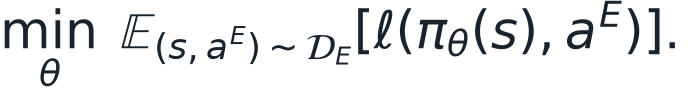 min_θ 𝔼_{(s, a^E) ∼ 𝒟_E} [ℓ(π_θ(s), a^E)].